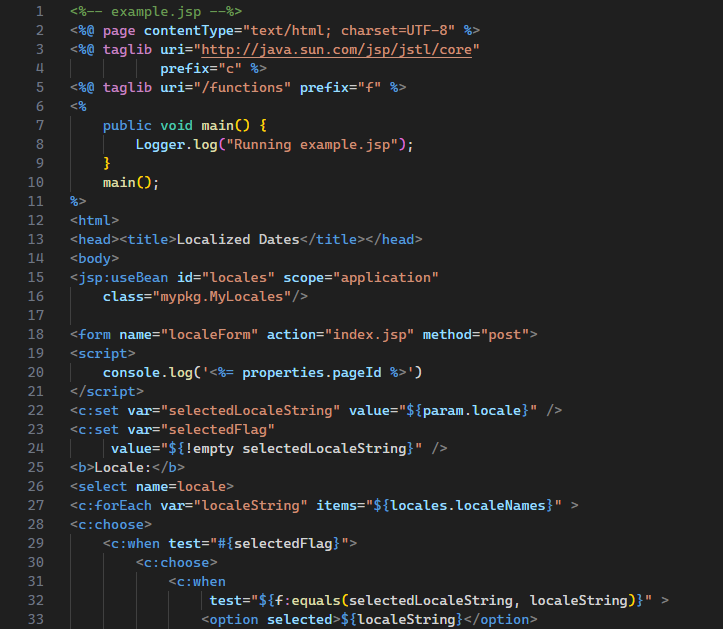 1 <%-- example.jsp --%>
2 <%@ page contentType="text/html; charset=UTF-8" %>
3 <%@ taglib uri="http://java.sun.com/jsp/jstl/core"
4 prefix="c" %>
5 <%@ taglib uri="/functions" prefix="f" %>
6 <%
7 public void main() {
8 Logger.log("Running example.jsp");
9 }
10 main();
11 %>
12 <html>
13 <head><title>Localized Dates</title></head>
14 <body>
15 <jsp:useBean id="locales" scope="application"
16 class="mypkg.MyLocales"/>
17
18 <form name="localeForm" action="index.jsp" method="post">
19 <script>
20 console.log('<%= properties.pageId %>')
21 </script>
22 <c:set var="selectedLocaleString" value="${param.locale}" />
23 <c:set var="selectedFlag"
24 value="${!empty selectedLocaleString}" />
25 <b>Locale:</b>
26 <select name=locale>
27 <c:forEach var="localeString" items="${locales.localeNames}" >
28 <c:choose>
29 <c:when test="#{selectedFlag}">
30 <c:choose>
31 <c:when
32 test="${f:equals(selectedLocaleString, localeString)}" >
33 <option selected>${localeString}</option>